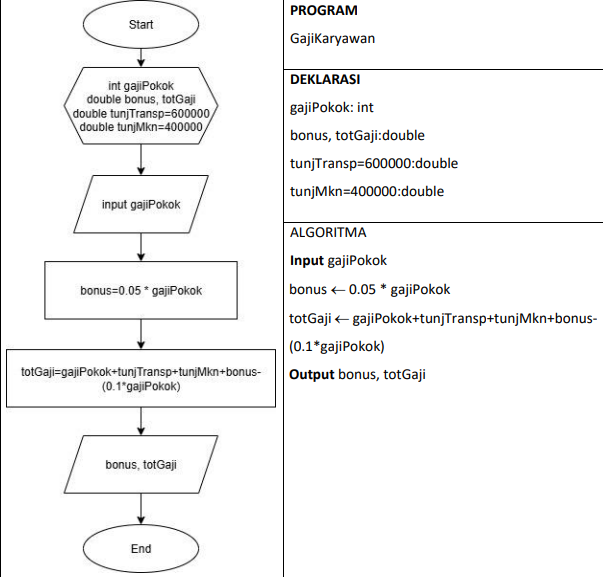 Start
int gajiPokok
double bonus, totGaji
double tunjTransp=600000
double tunjMkn=400000
input gajiPokok
bonus=0.05 * gajiPokok
totGaji=gajiPokok+tunjTransp+tunjMkn+bonus-
(0.1*gajiPokok)
bonus, totGaji
End
PROGRAM
GajiKaryawan
DEKLARASI
gajiPokok: int
bonus, totGaji:double
tunjTransp=600000:double
tunjMkn=400000:double
ALGORITMA
Input gajiPokok
bonus ← 0.05 * gajiPokok
totGaji ← gajiPokok+tunjTransp+tunjMkn+bonus-
(0.1*gajiPokok)
Output bonus, totGaji